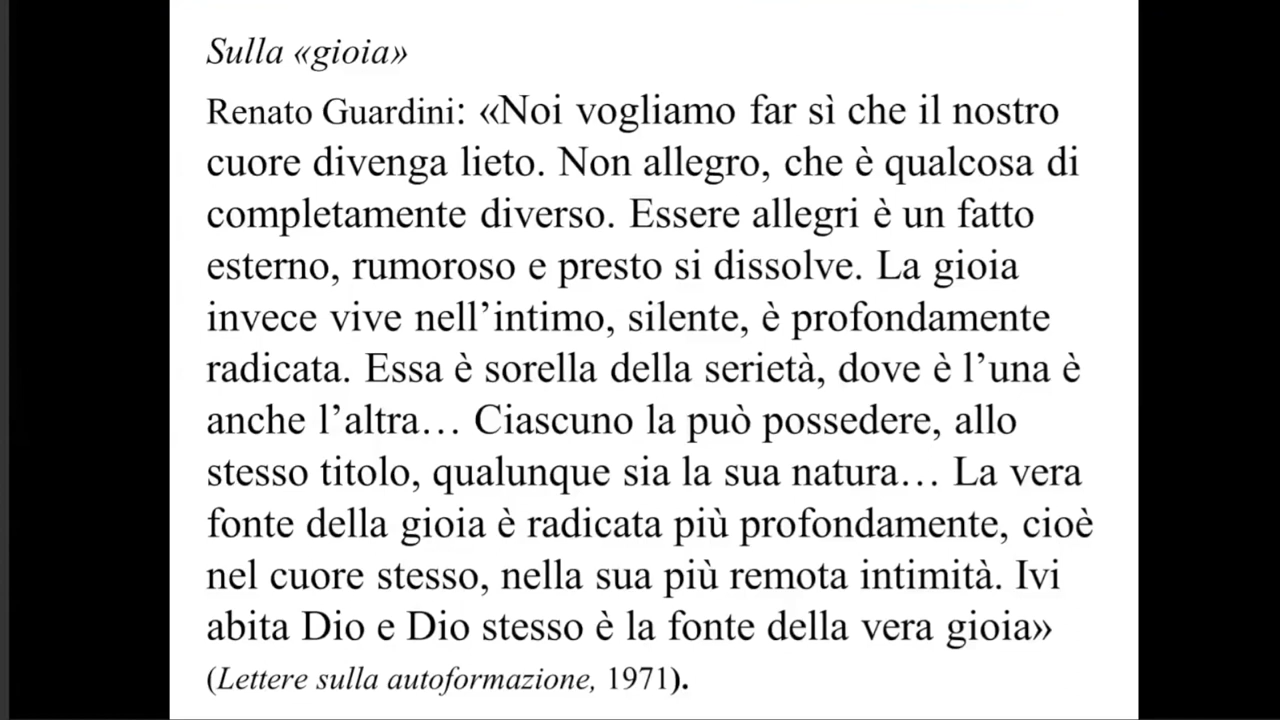 Sulla «gioia»
Renato Guardini: «Noi vogliamo far sì che il nostro
cuore divenga lieto. Non allegro, che è qualcosa di
completamente diverso. Essere allegri è un fatto
esterno, rumoroso e presto si dissolve. La gioia
invece vive nell’intimo, silente, è profondamente
radicata. Essa è sorella della serietà, dove è l’una è
anche l’altra… Ciascuno la può possedere, allo
stesso titolo, qualunque sia la sua natura… La vera
fonte della gioia è radicata più profondamente, cioè
nel cuore stesso, nella sua più remota intimità. Ivi
abita Dio e Dio stesso è la fonte della vera gioia»
(Lettere sulla autoformazione, 1971).